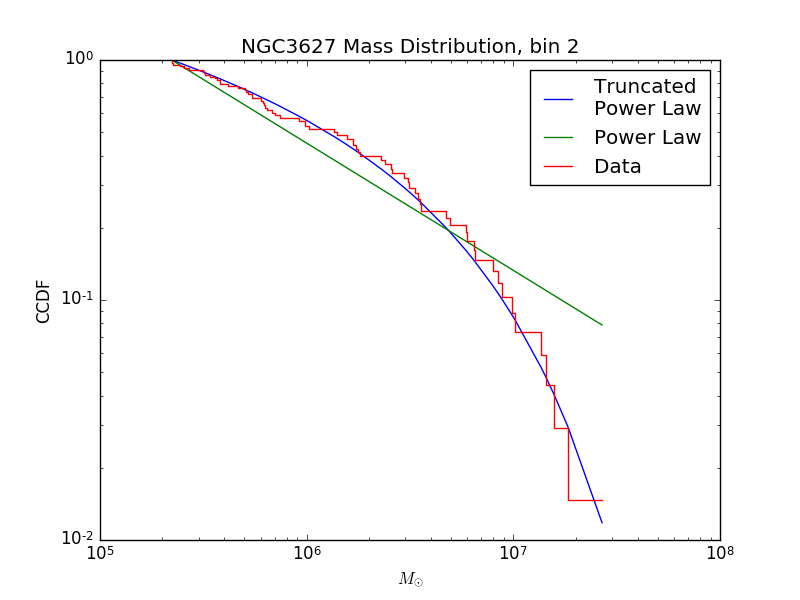 NGC3627 Mass Distribution, bin 2
10⁰
10⁻¹
10⁻²
CCDF
Truncated
Power Law
Power Law
Data
10⁵ 10⁶ 10⁷ 10⁸
M☉